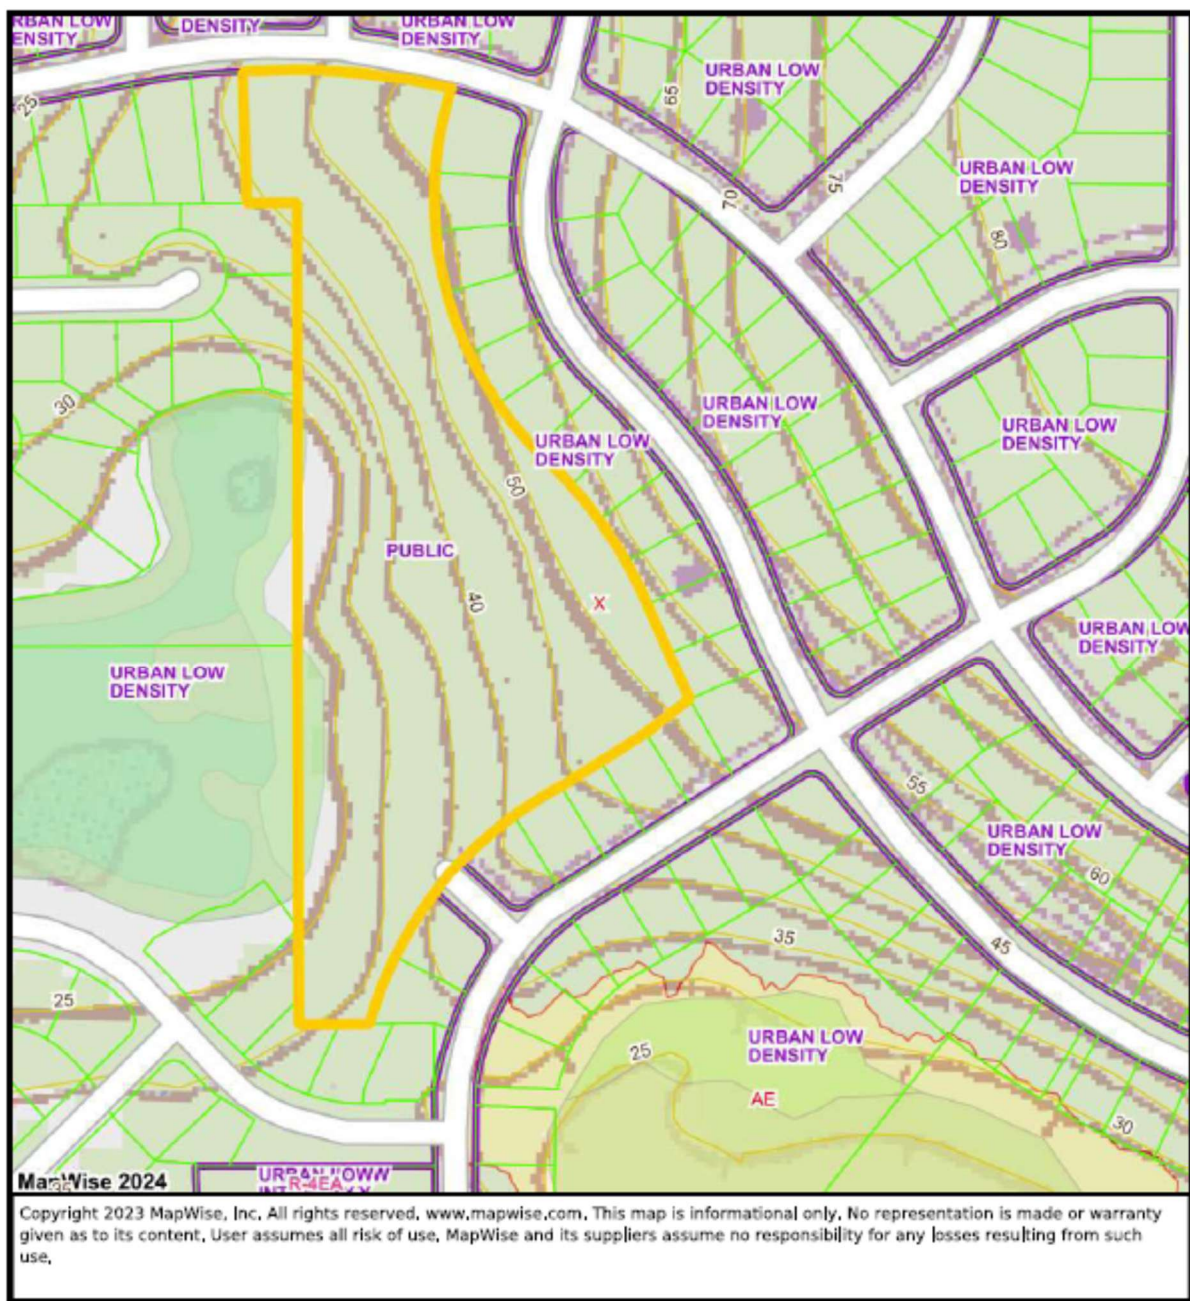 DENSITY
URBAN LOW
DENSITY
25
URBAN LOW
DENSITY
65
70
75
URBAN LOW
DENSITY
80
30
URBAN LOW
DENSITY
URBAN LOW
DENSITY
URBAN LOW
DENSITY
50
PUBLIC
40
X
URBAN LOW
DENSITY
URBAN LOW
DENSITY
55
URBAN LOW
DENSITY
60
35
45
25
URBAN LOW
DENSITY
25
AE
30
R-4EA
MapWise 2024
Copyright 2023 MapWise, Inc. All rights reserved. www.mapwise.com. This map is informational only. No representation is made or warranty
given as to its content. User assumes all risk of use. MapWise and its suppliers assume no responsibility for any losses resulting from such
use.